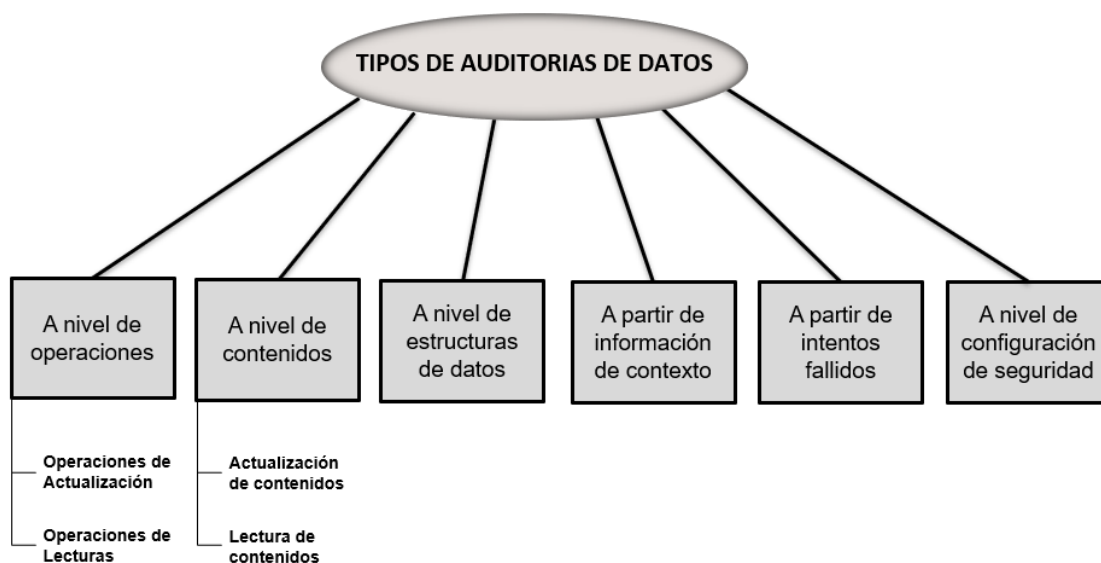 TIPOS DE AUDITORIAS DE DATOS
A nivel de
operaciones
A nivel de
contenidos
A nivel de
estructuras
de datos
A partir de
información
de contexto
A partir de
intentos
fallidos
A nivel de
configuración
de seguridad
Operaciones de
Actualización
Operaciones de
Lecturas
Actualización
de contenidos
Lectura de
contenidos